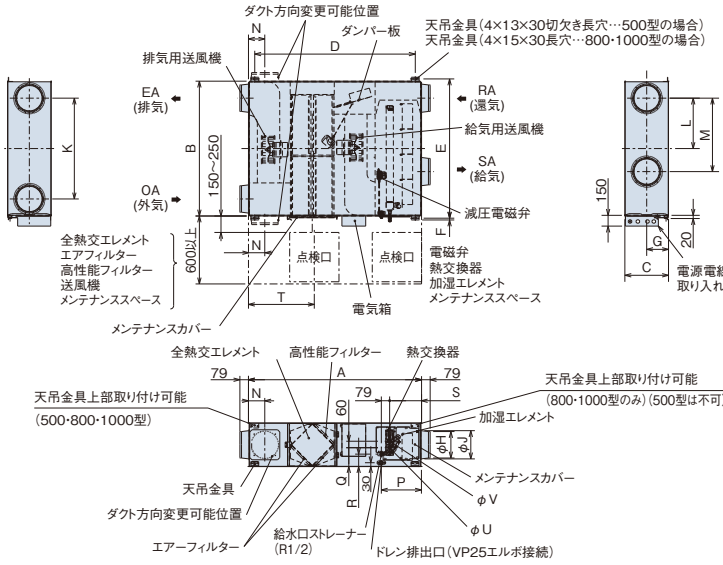 ダクト方向変更可能位置
N
D
ダンパー板
天吊金具(4×13×30切欠き長穴…500型の場合)
天吊金具(4×15×30長穴…800・1000型の場合)
排気用送風機
EA
(排気)
RA
(還気)
K
B
E
L
M
給気用送風機
SA
(給気)
OA
(外気)
150～250
減圧電磁弁
150
F
N
G
20
C
600以上
全熱交エレメント
エアフィルター
高性能フィルター
送風機
メンテナンススペース
点検口
点検口
電磁弁
熱交換器
加湿エレメント
メンテナンススペース
電源電線
取り入れ
T
電気箱
メンテナンスカバー
全熱交エレメント
高性能フィルター
熱交換器
79
A
79
天吊金具上部取り付け可能
(500・800・1000型)
N
60
79
S
天吊金具上部取り付け可能
(800・1000型のみ)(500型は不可)
加湿エレメント
φH
φJ
メンテナンスカバー
天吊金具
Q
R
30
P
φV
ダクト方向変更可能位置
φU
エアーフィルター
給水口ストレーナー
(R1/2)
ドレン排出口(VP25エルボ接続)